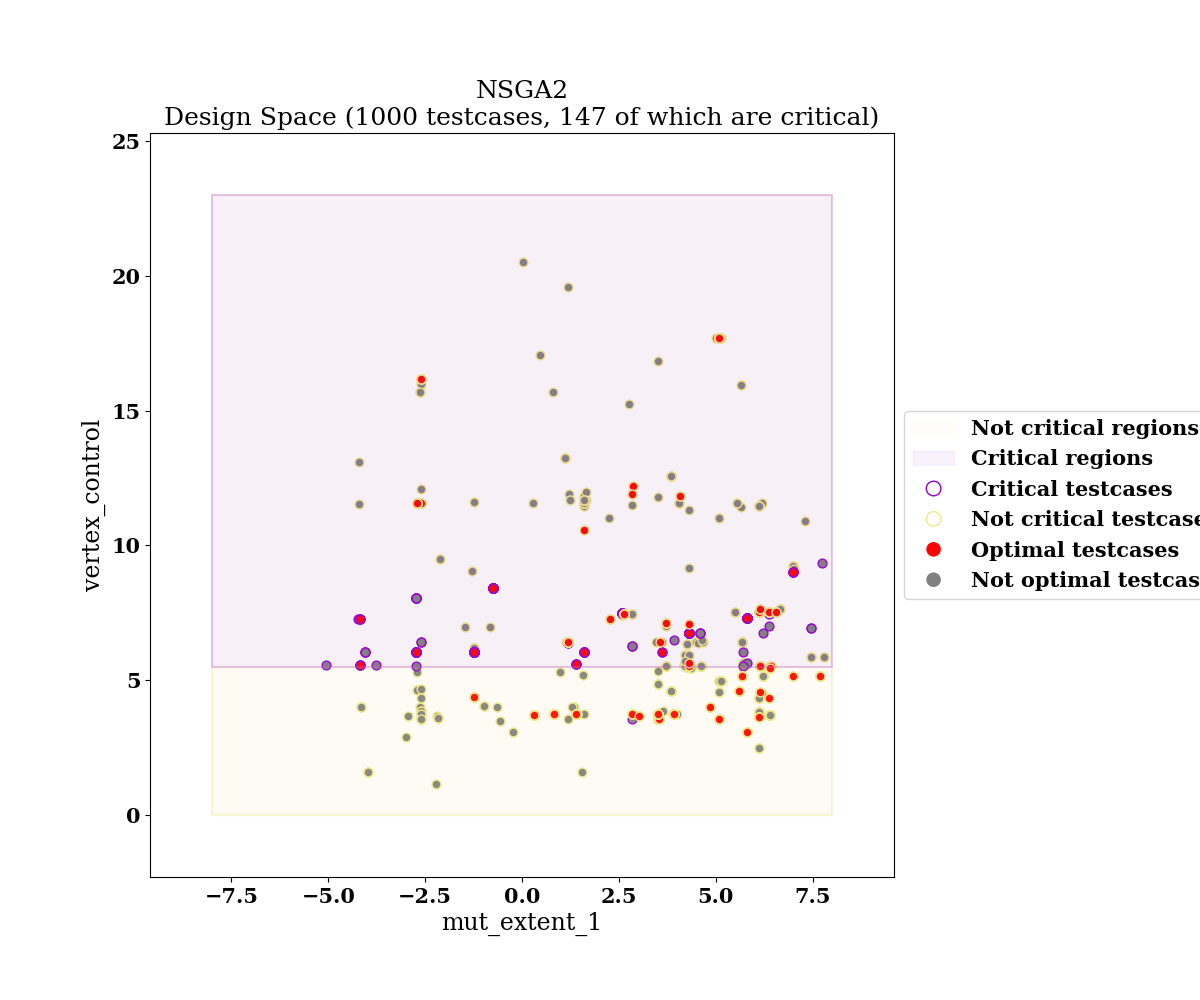 NSGA2
Design Space (1000 testcases, 147 of which are critical)
25
20
15
10
5
0
vertex_control
−7.5
−5.0
−2.5
0.0
2.5
5.0
7.5
mut_extent_1
Not critical regions
Critical regions
Critical testcases
Not critical testcase
Optimal testcases
Not optimal testcas